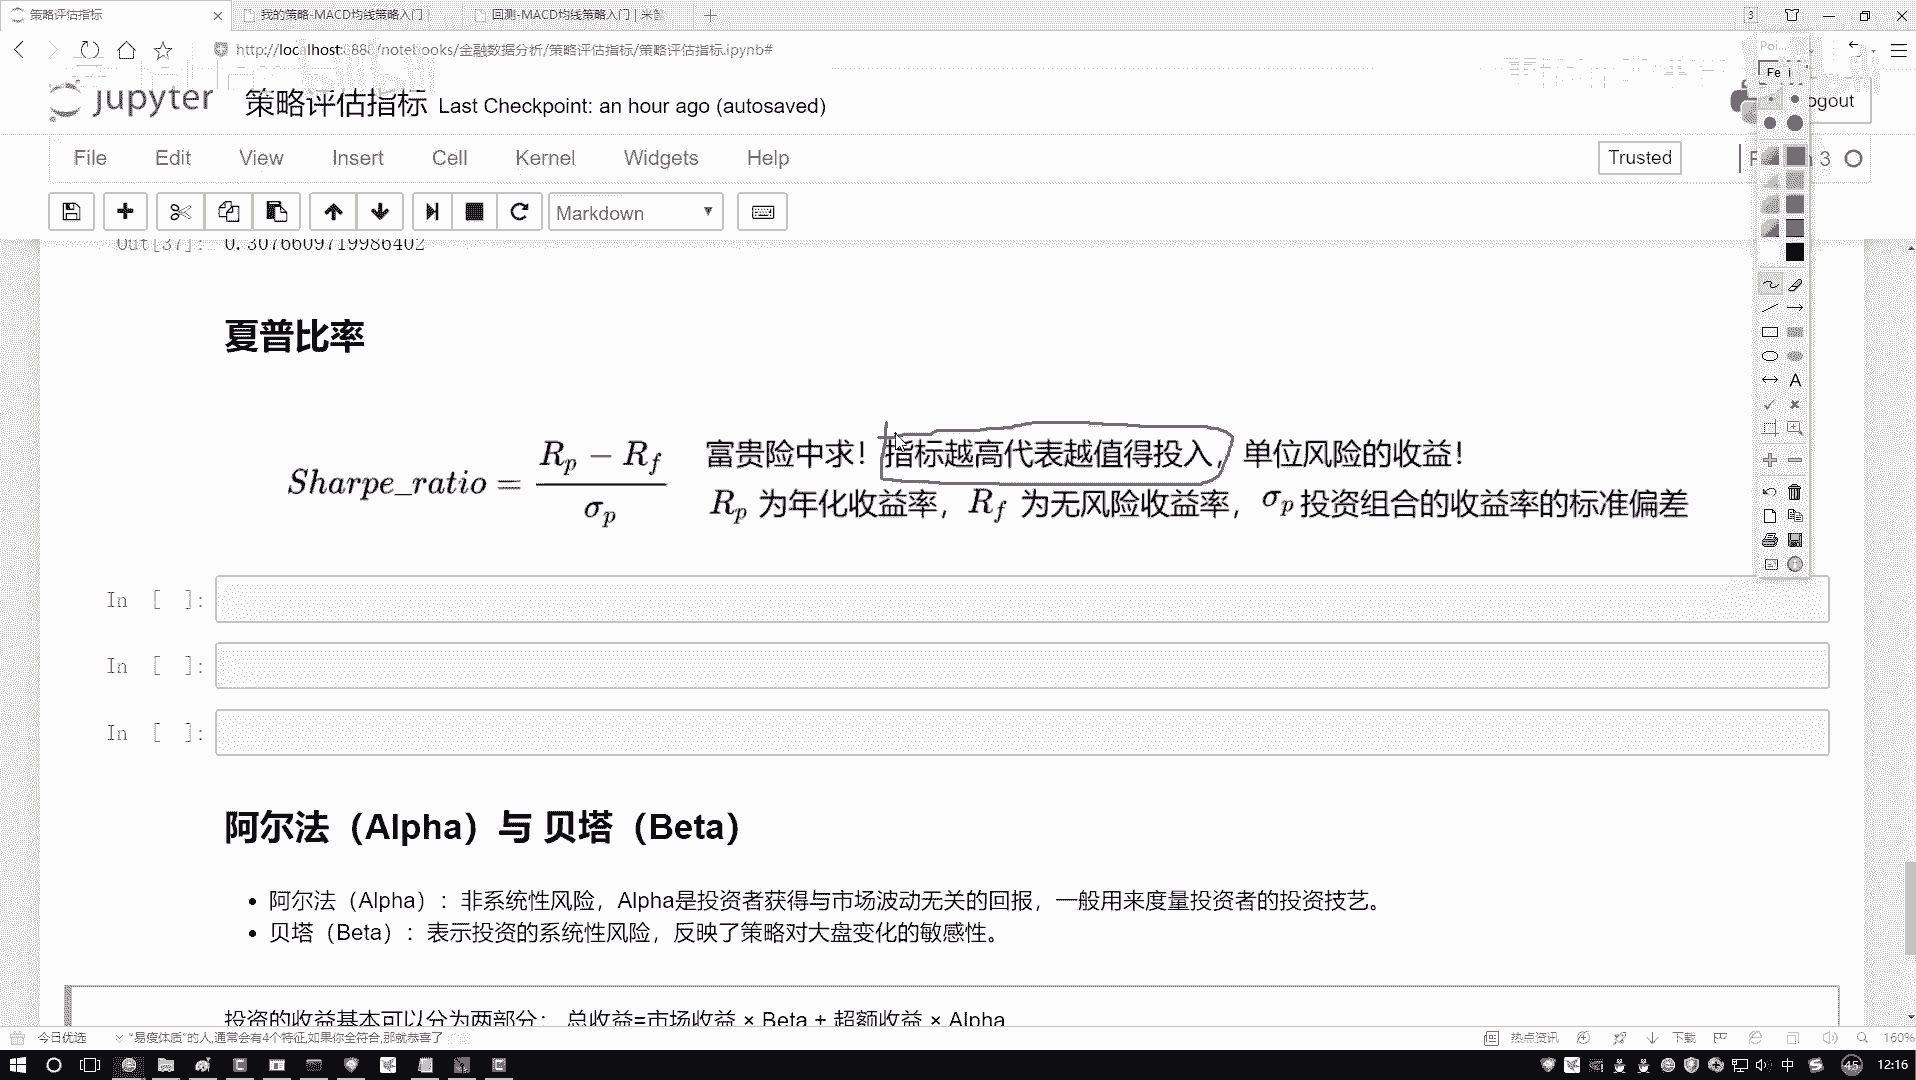 策略评估指标
我的策略-MACD均线策略入门
回测-MACD均线策略入门 | 米筐
3
http://localhost:888/notebooks/金融数据分析/策略评估指标/策略评估指标.ipynb#
jupyter 策略评估指标 Last Checkpoint: an hour ago (autosaved)
ogout
File Edit View Insert Cell Kernel Widgets Help
Trusted
3
Markdown
Out[37]: 0.3076609719986402
夏普比率
Sharpe_ratio = (R_p − R_f) / σ_p
富贵险中求！指标越高代表越值得投入，单位风险的收益！
R_p 为年化收益率，R_f 为无风险收益率，σ_p 投资组合的收益率的标准偏差
In [ ]:
In [ ]:
In [ ]:
阿尔法（Alpha）与 贝塔（Beta）
• 阿尔法（Alpha）：非系统性风险，Alpha是投资者获得与市场波动无关的回报，一般用来度量投资者的投资技艺。
• 贝塔（Beta）：表示投资的系统性风险，反映了策略对大盘变化的敏感性。
投资的收益基本可以分为两部分： 总收益=市场收益 × Beta + 超额收益 × Alpha
今日优选
“易瘦体质”的人,通常会有4个特征,如果你全符合,那就恭喜了
热点资讯
下载
160%
中
45
12:16